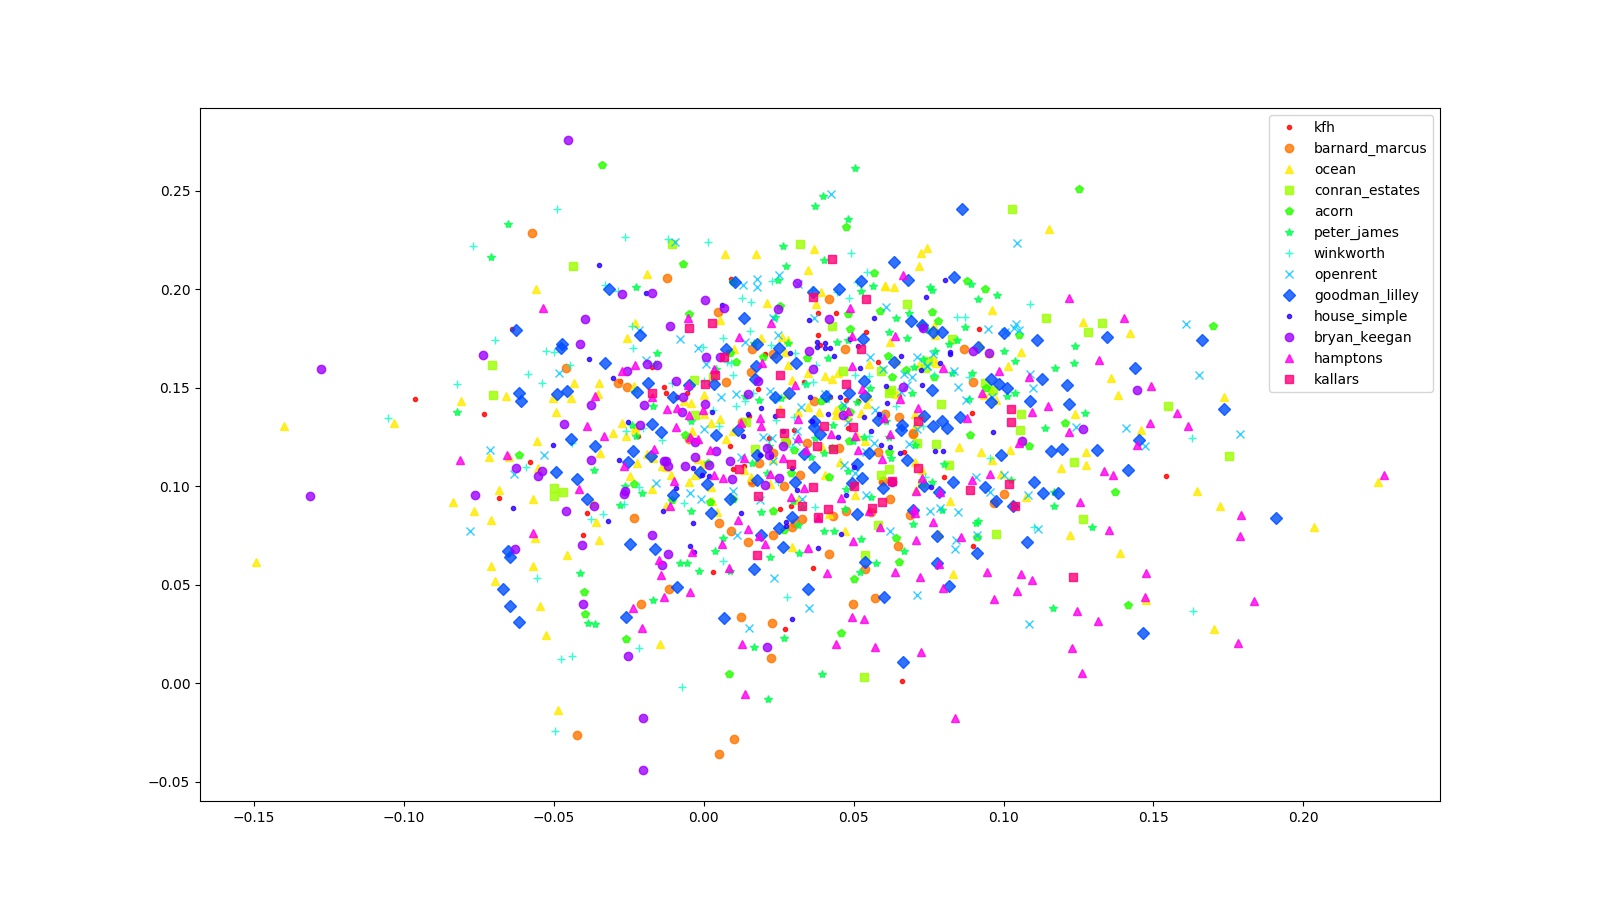 kfh
barnard_marcus
ocean
conran_estates
acorn
peter_james
winkworth
openrent
goodman_lilley
house_simple
bryan_keegan
hamptons
kallars
0.25
0.20
0.15
0.10
0.05
0.00
−0.05
−0.15 −0.10 −0.05 0.00 0.05 0.10 0.15 0.20